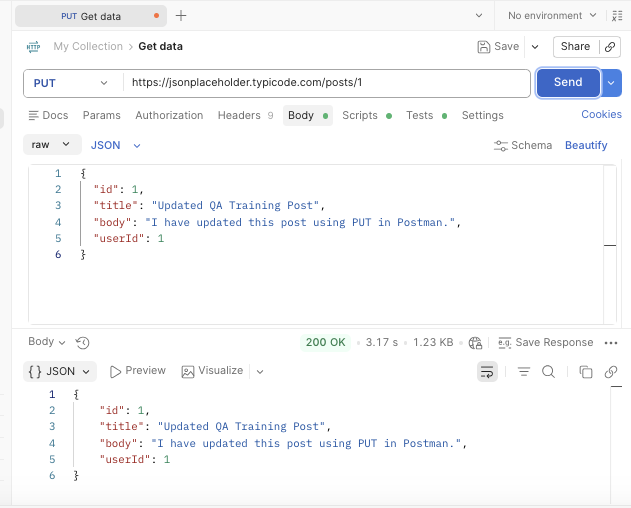 PUT Get data
No environment
HTTP My Collection > Get data Save Share
PUT https://jsonplaceholder.typicode.com/posts/1 Send
Docs Params Authorization Headers 9 Body Scripts Tests Settings Cookies
raw JSON Schema Beautify
1 {
2 "id": 1,
3 "title": "Updated QA Training Post",
4 "body": "I have updated this post using PUT in Postman.",
5 "userId": 1
6 }
Body 200 OK 3.17 s 1.23 KB e.g. Save Response
{} JSON Preview Visualize
1 {
2 "id": 1,
3 "title": "Updated QA Training Post",
4 "body": "I have updated this post using PUT in Postman.",
5 "userId": 1
6 }